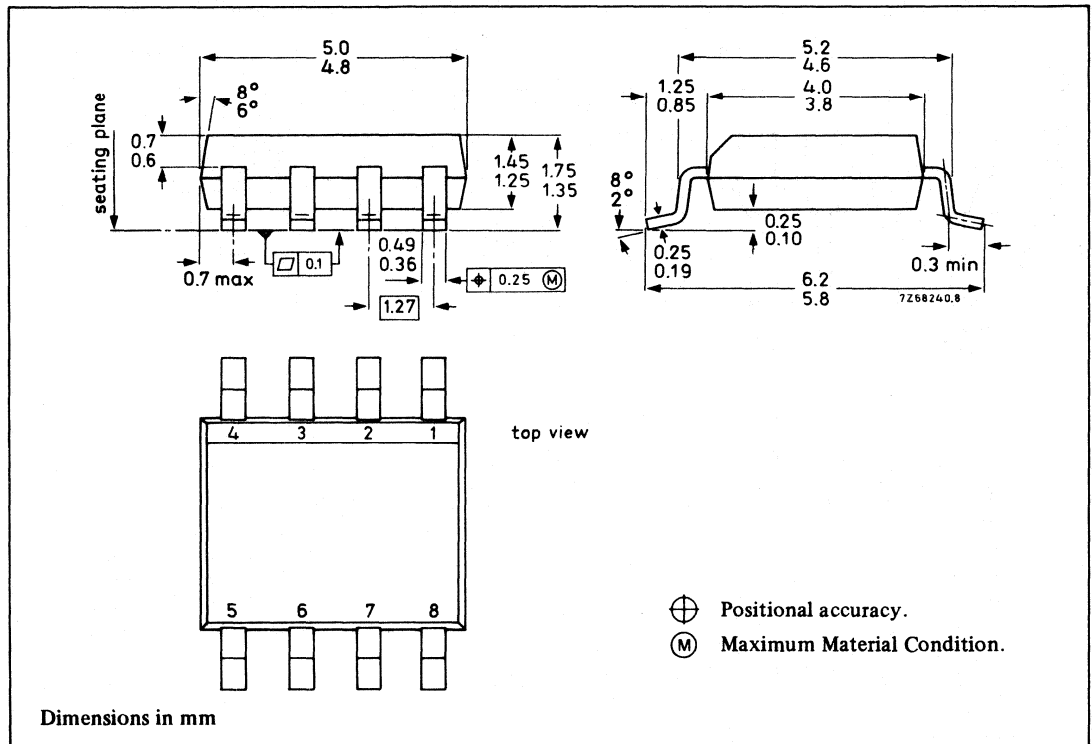 5.0
4.8
8°
6°
seating plane
0.7
0.6
1.45
1.25
1.75
1.35
0.7 max
0.1
0.49
0.36
0.25 Ⓜ
1.27
5.2
4.6
1.25
0.85
4.0
3.8
8°
2°
0.25
0.10
0.25
0.19
0.3 min
6.2
5.8
7Z68240.8
4 3 2 1
top view
5 6 7 8
Positional accuracy.
Ⓜ Maximum Material Condition.
Dimensions in mm